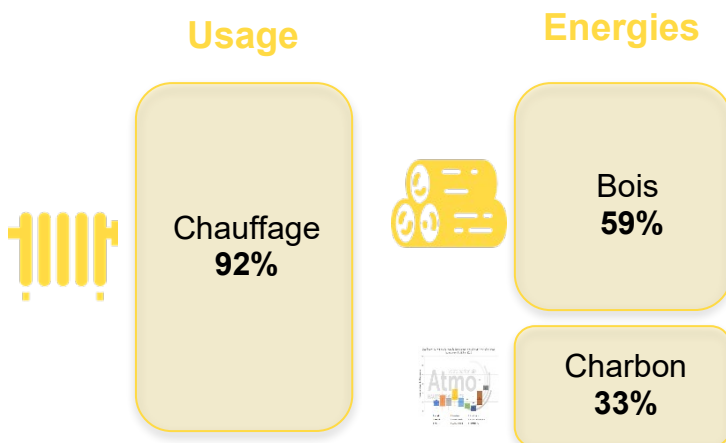 Usage
Energies
Chauffage
92%
Bois
59%
Atmo
Charbon
33%